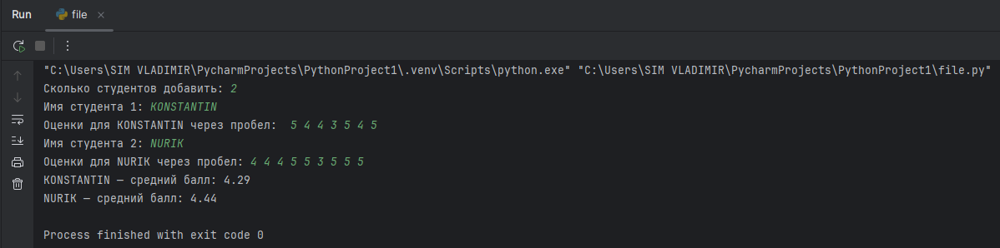 Run file
"C:\Users\SIM VLADIMIR\PycharmProjects\PythonProject1\.venv\Scripts\python.exe" "C:\Users\SIM VLADIMIR\PycharmProjects\PythonProject1\file.py"
Сколько студентов добавить: 2
Имя студента 1: KONSTANTIN
Оценки для KONSTANTIN через пробел:  5 4 4 3 5 4 5
Имя студента 2: NURIK
Оценки для NURIK через пробел: 4 4 4 5 5 3 5 5 5
KONSTANTIN — средний балл: 4.29
NURIK — средний балл: 4.44
Process finished with exit code 0